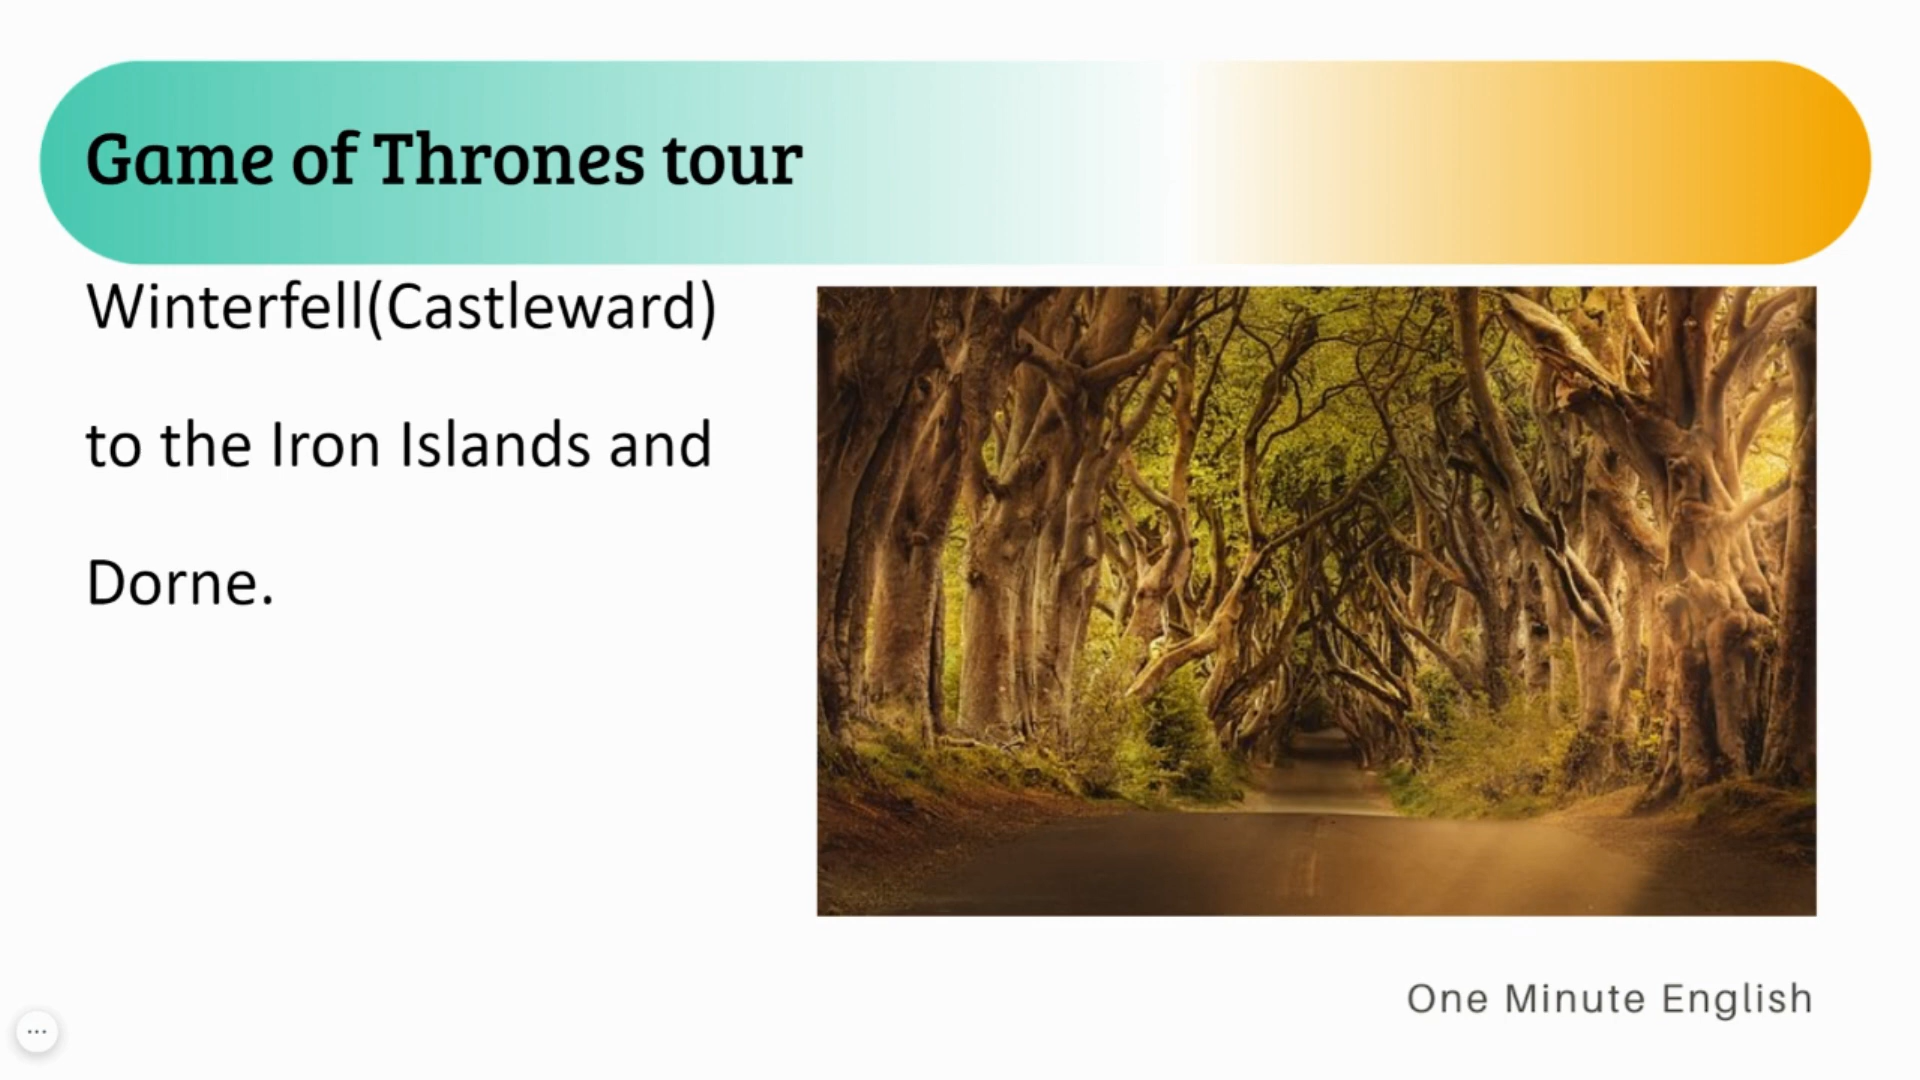 Game of Thrones tour
Winterfell(Castleward)
to the Iron Islands and
Dorne.
One Minute English